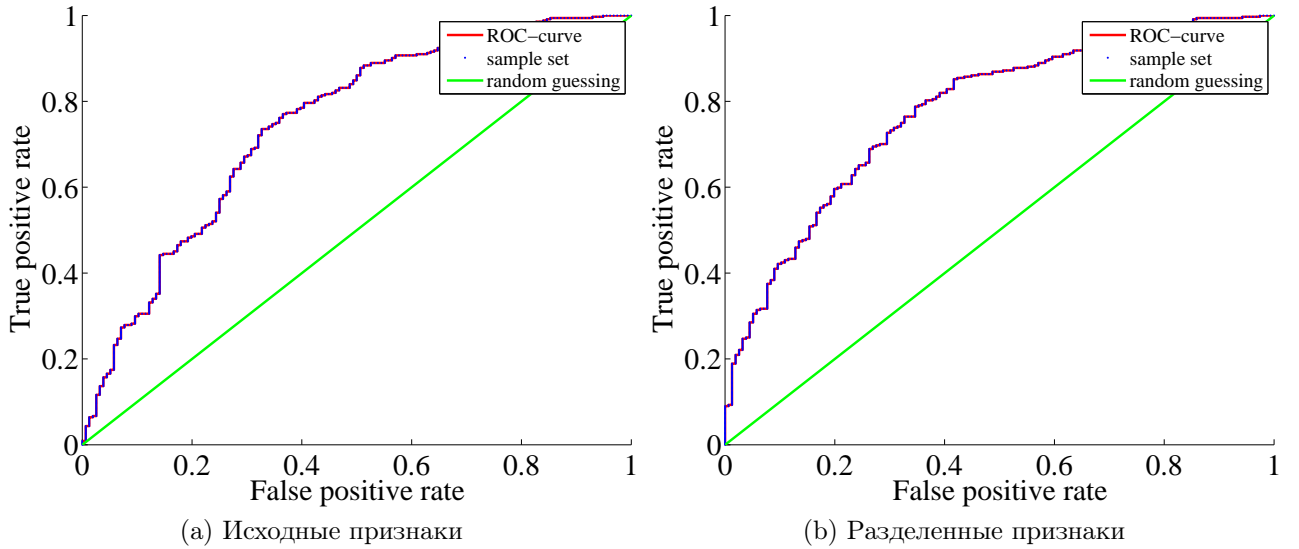 1
0.8
0.6
0.4
0.2
0
True positive rate
ROC−curve
sample set
random guessing
0 0.2 0.4 0.6 0.8 1
False positive rate
(a) Исходные признаки
1
0.8
0.6
0.4
0.2
0
True positive rate
ROC−curve
sample set
random guessing
0 0.2 0.4 0.6 0.8 1
False positive rate
(b) Разделенные признаки